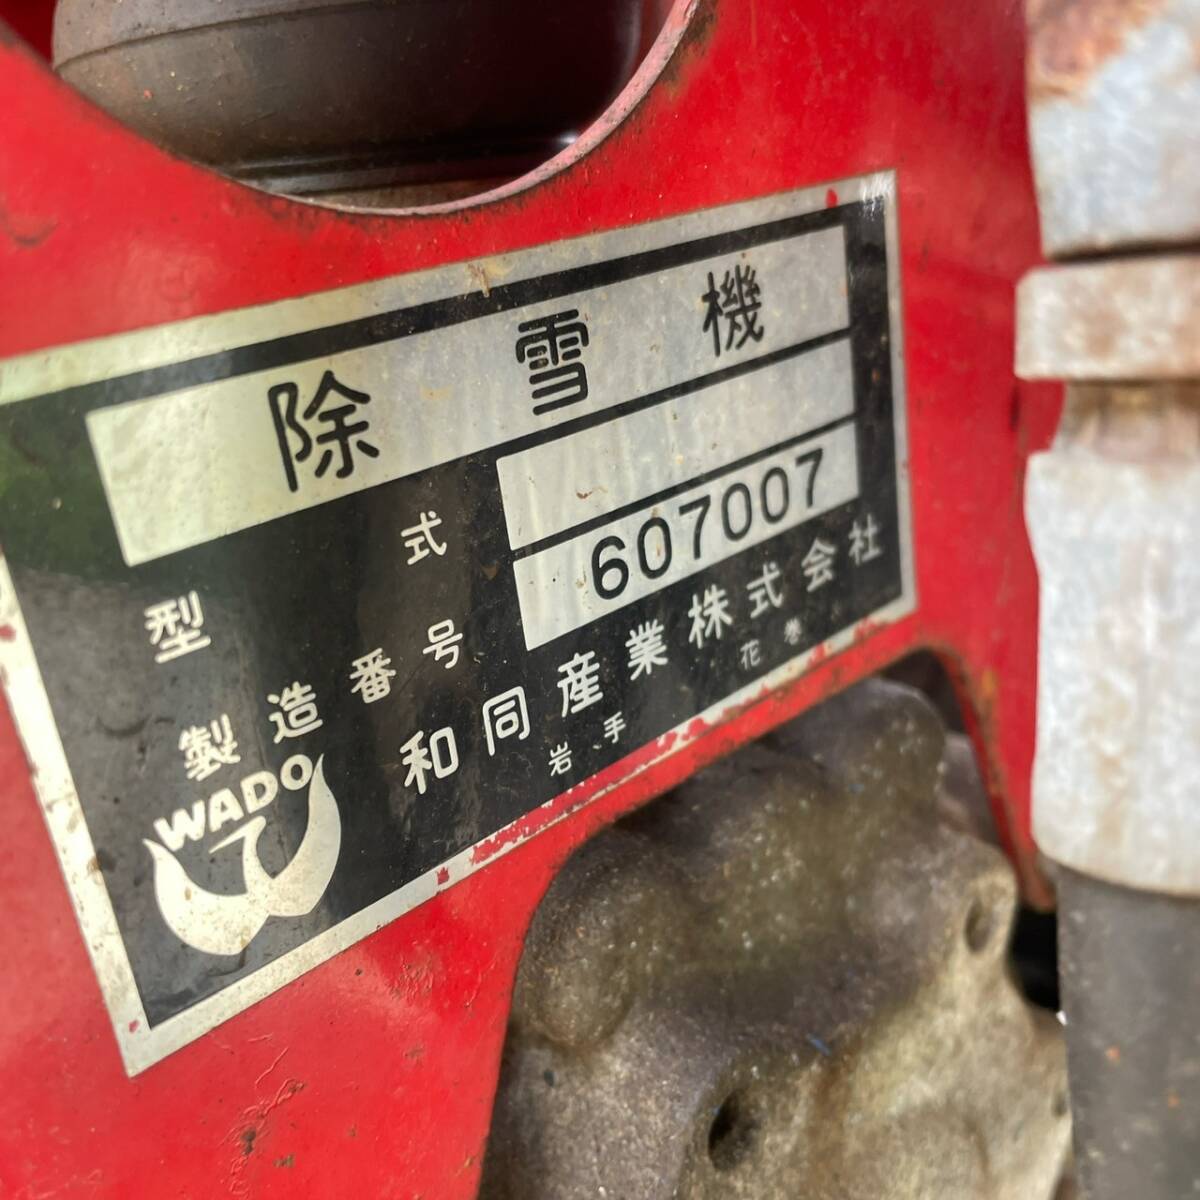 除雪機
型式
製造番号 607007
和同産業株式会社
岩手 花巻
WADO